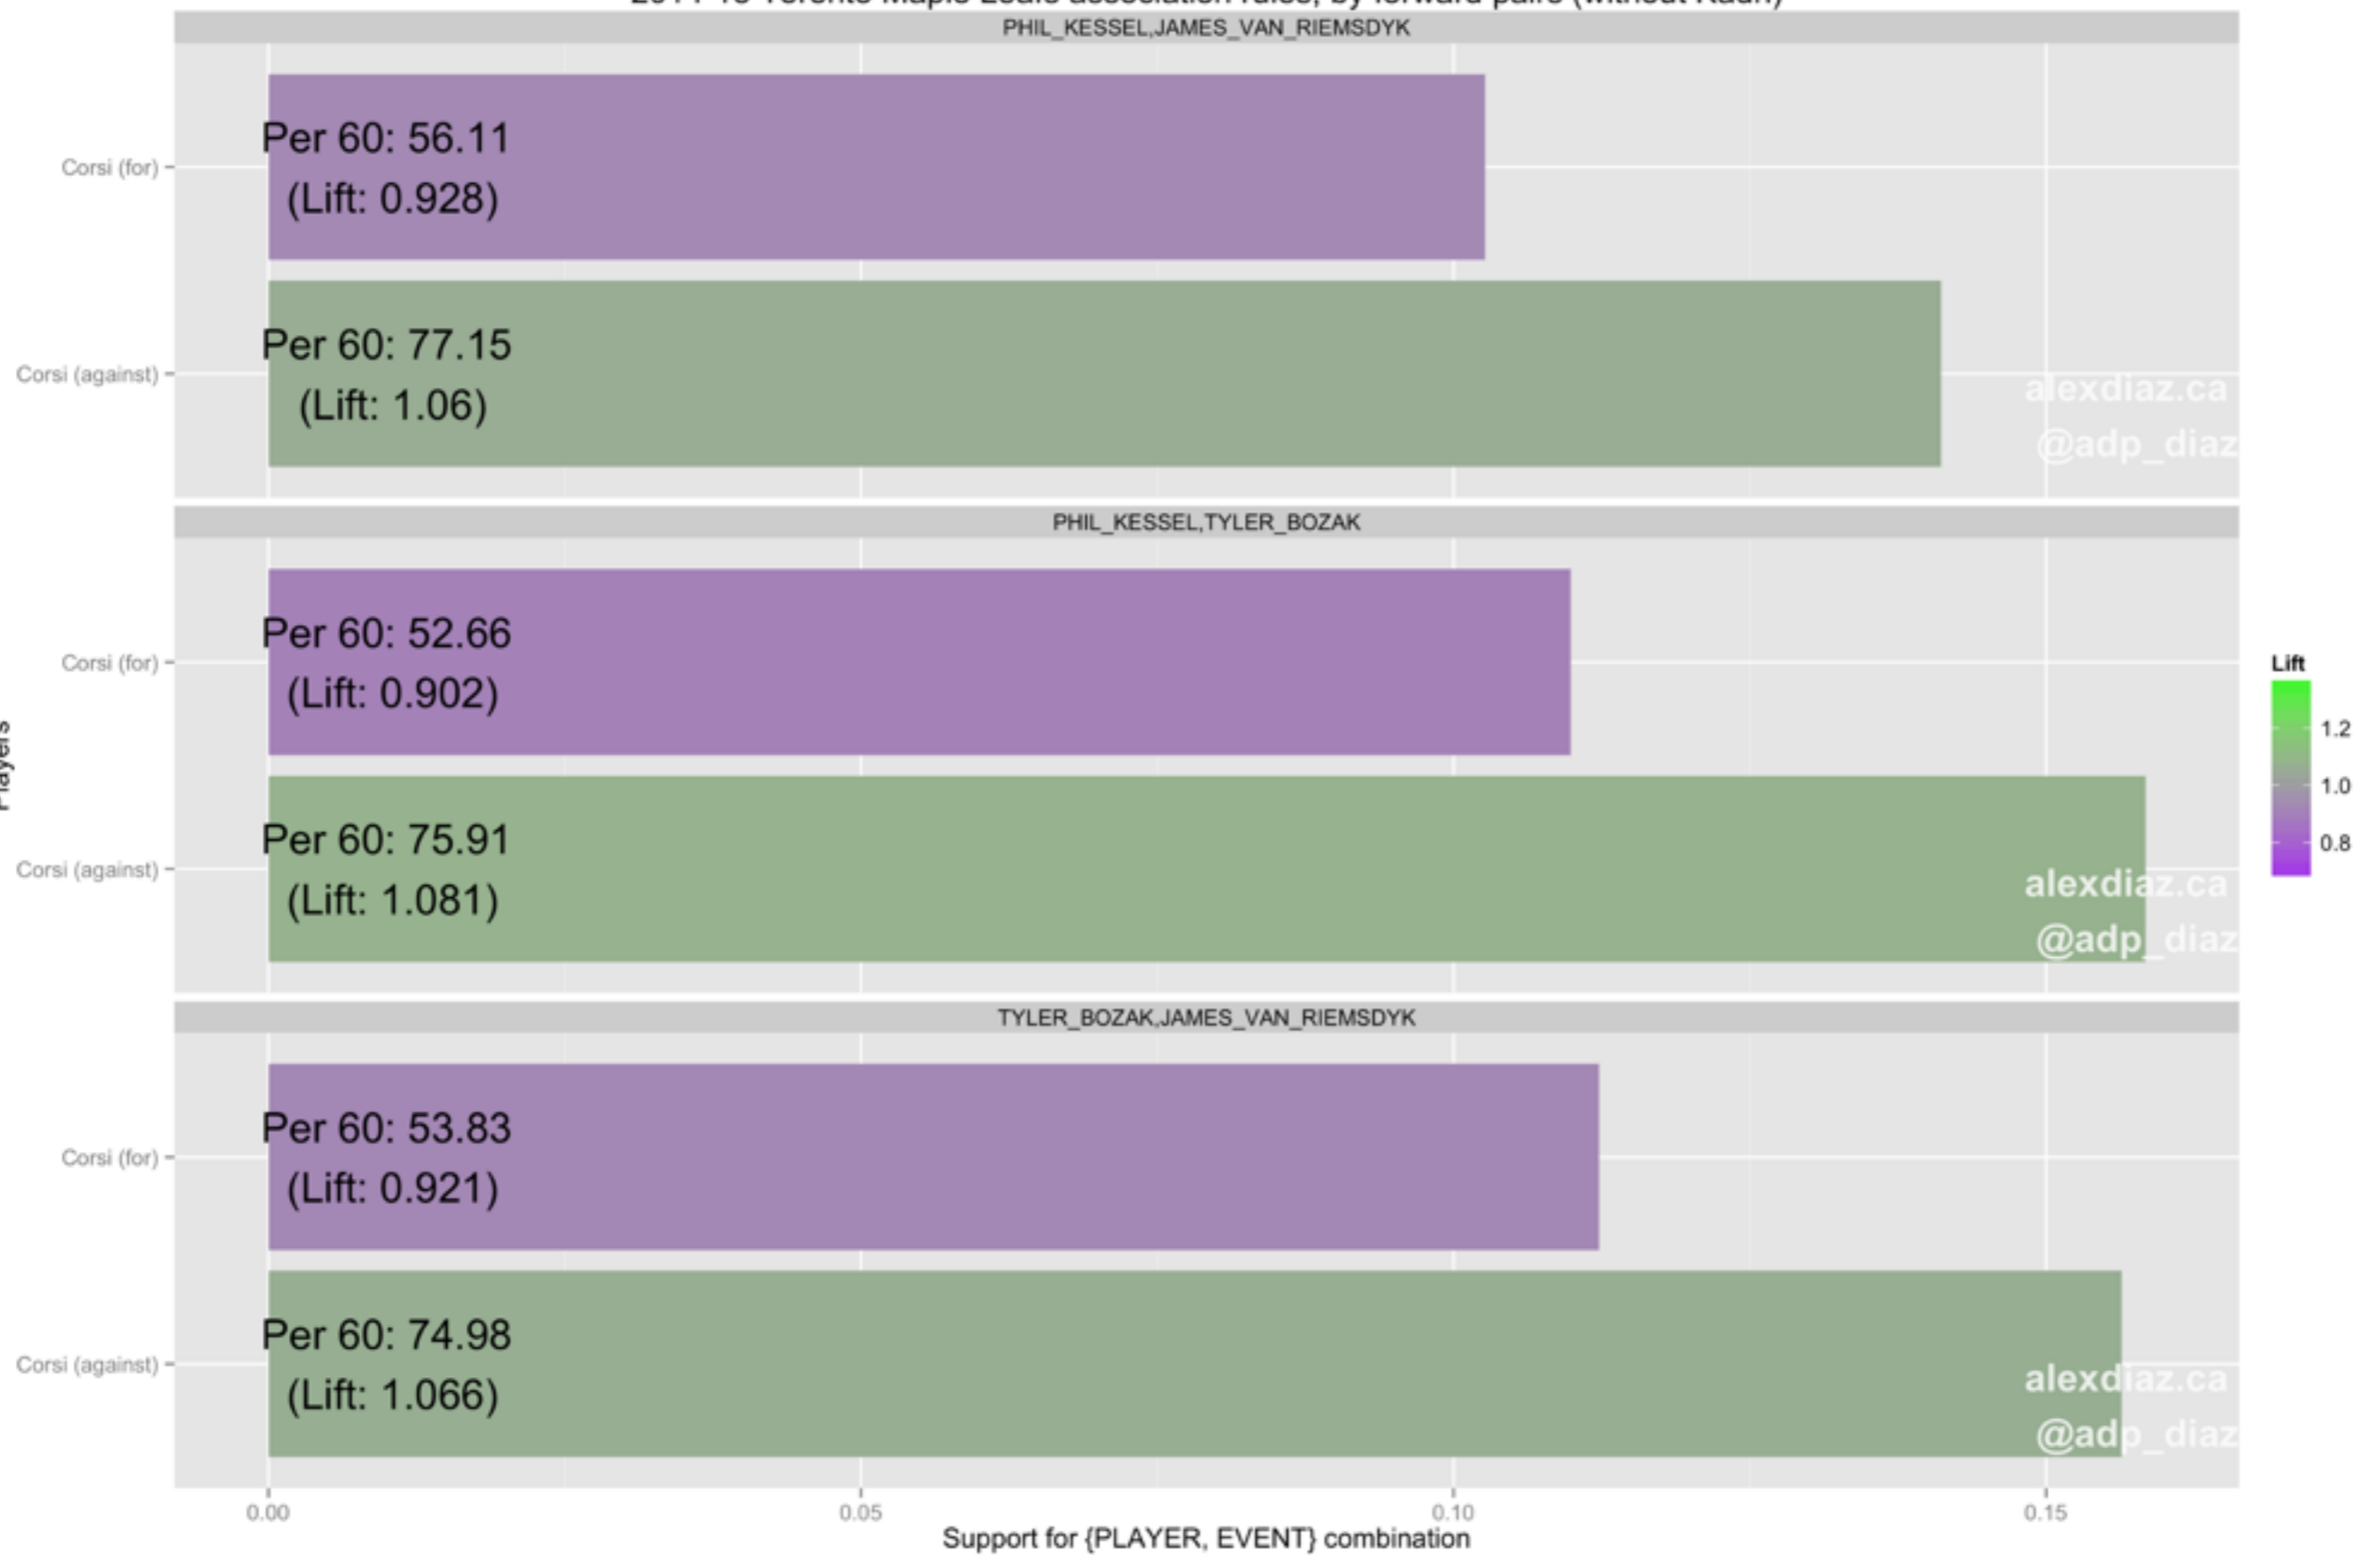 PHIL_KESSEL,JAMES_VAN_RIEMSDYK
Per 60: 56.11
Corsi (for)
(Lift: 0.928)
Per 60: 77.15
Corsi (against)
(Lift: 1.06)
alexdiaz.ca
@adp_diaz
PHIL_KESSEL,TYLER_BOZAK
Per 60: 52.66
Corsi (for)
(Lift: 0.902)
Per 60: 75.91
Corsi (against)
(Lift: 1.081)
alexdiaz.ca
@adp_diaz
Lift
1.2
1.0
0.8
Players
TYLER_BOZAK,JAMES_VAN_RIEMSDYK
Per 60: 53.83
Corsi (for)
(Lift: 0.921)
Per 60: 74.98
Corsi (against)
(Lift: 1.066)
alexdiaz.ca
@adp_diaz
0.00 0.05 0.10 0.15
Support for {PLAYER, EVENT} combination